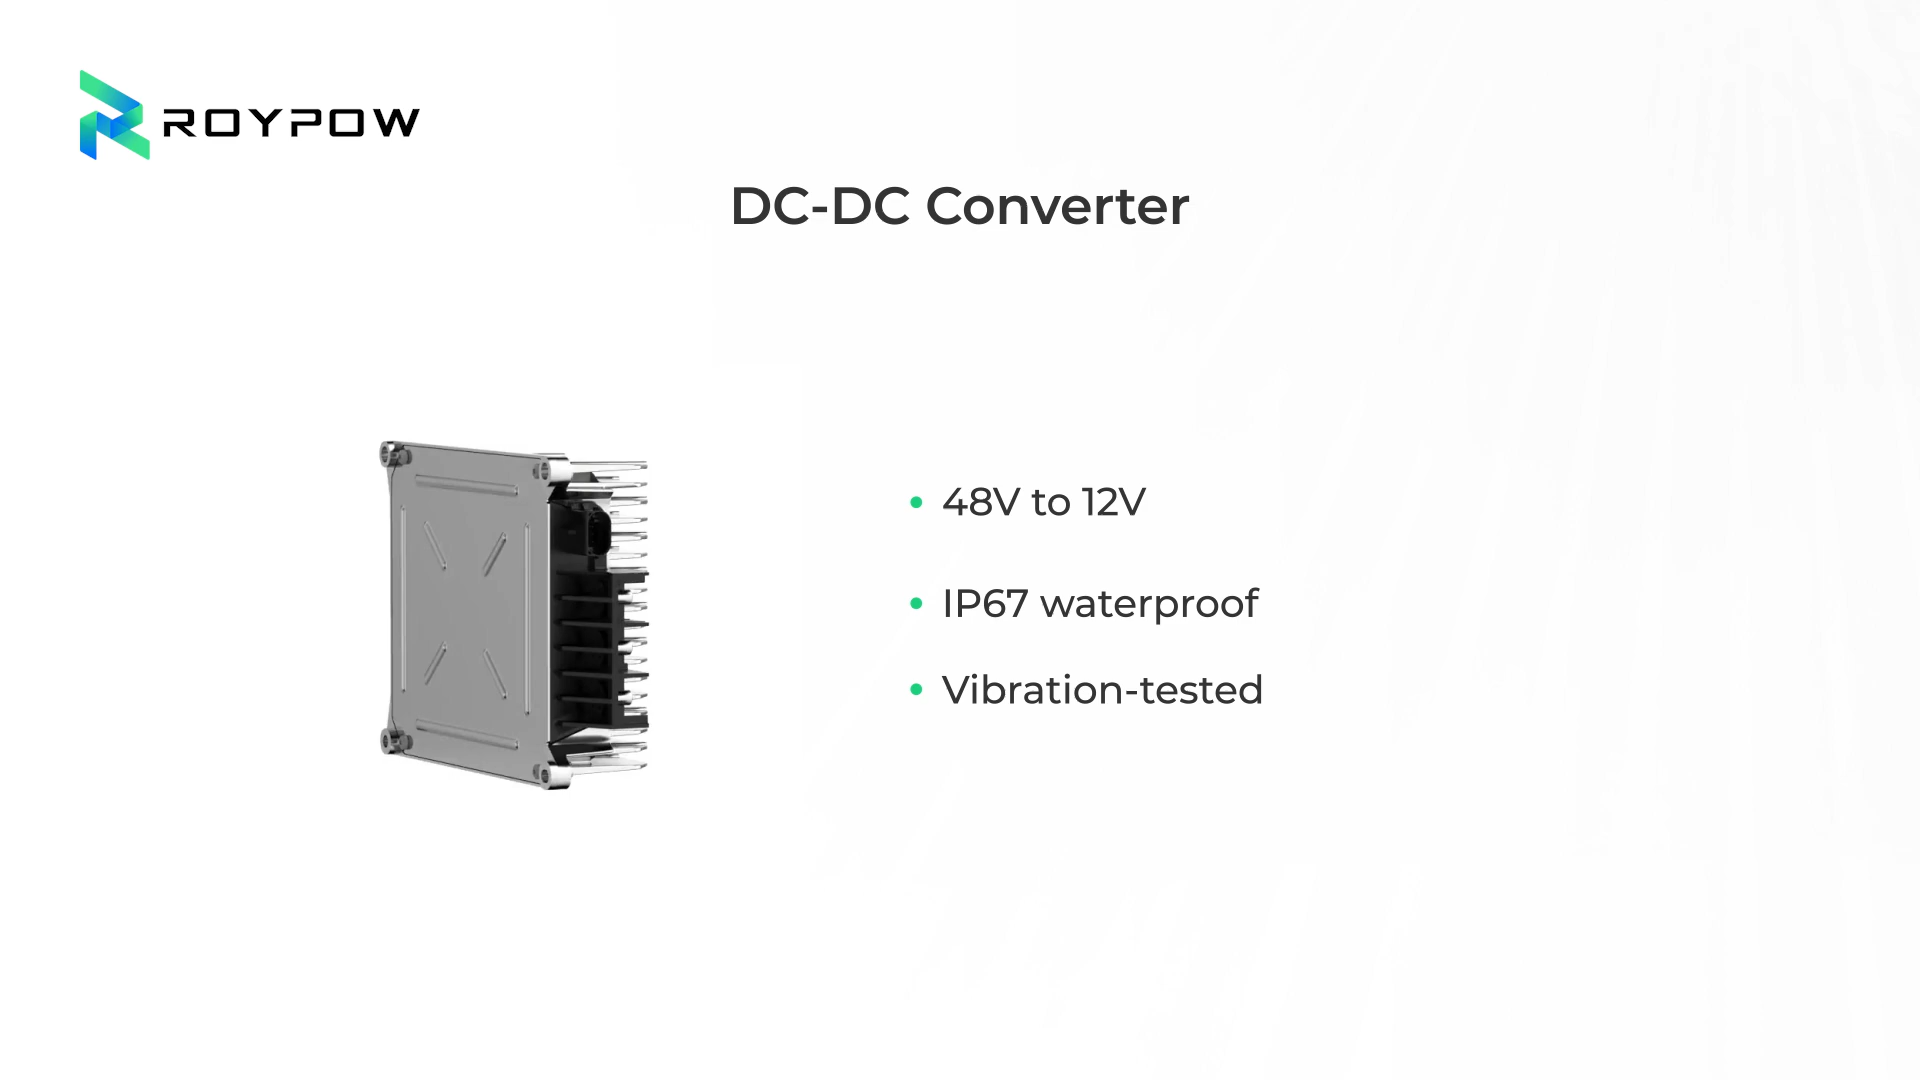 ROYPOW
DC-DC Converter
48V to 12V
IP67 waterproof
Vibration-tested